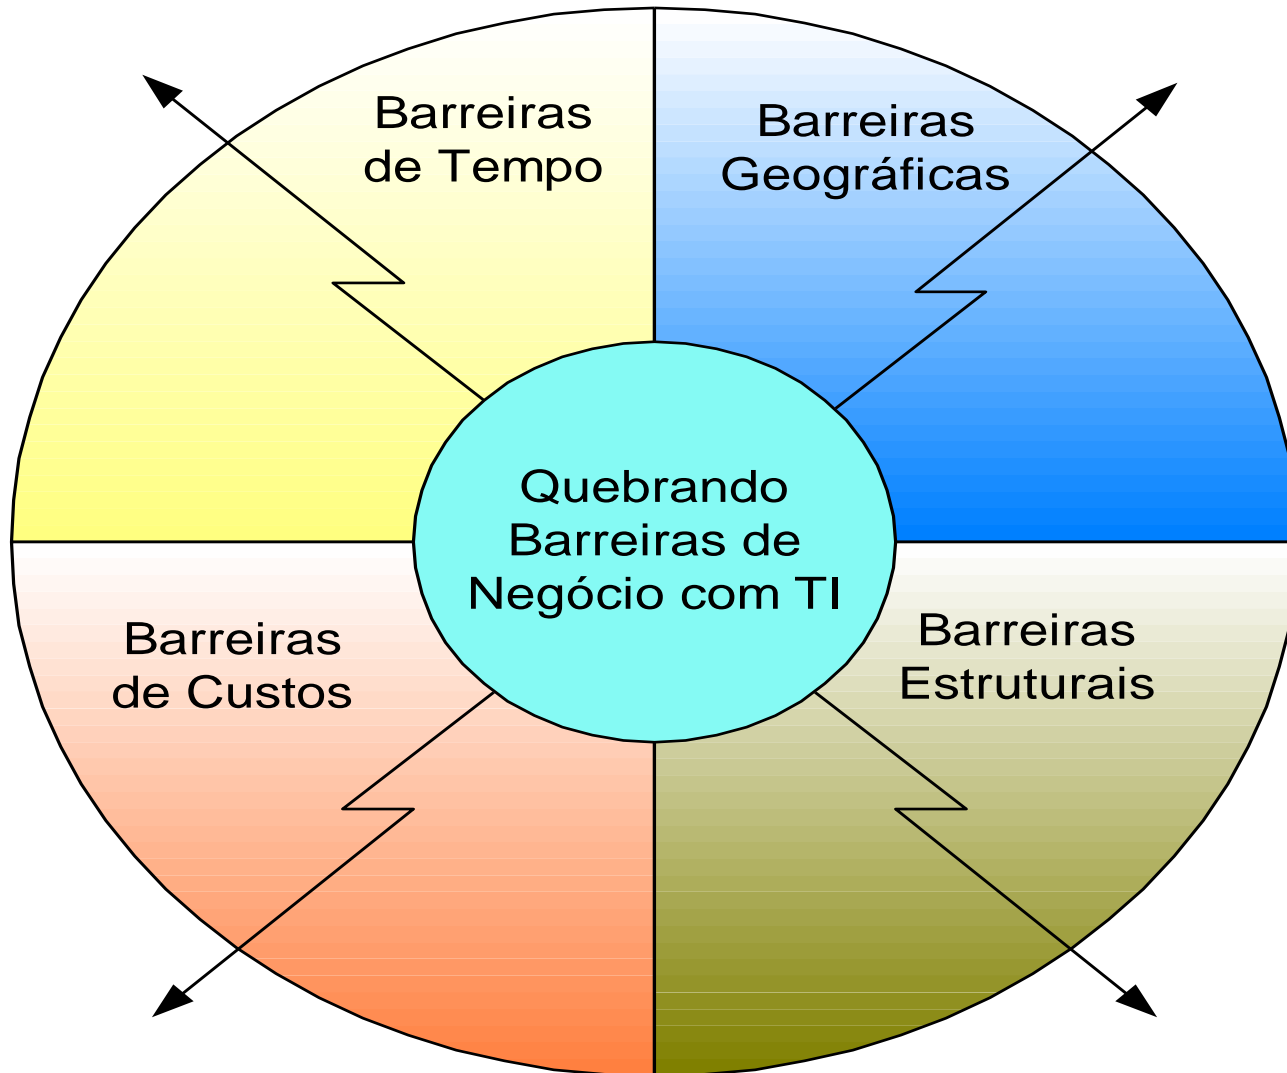 Barreiras
de Tempo
Barreiras
Geográficas
Quebrando
Barreiras de
Negócio com TI
Barreiras
de Custos
Barreiras
Estruturais